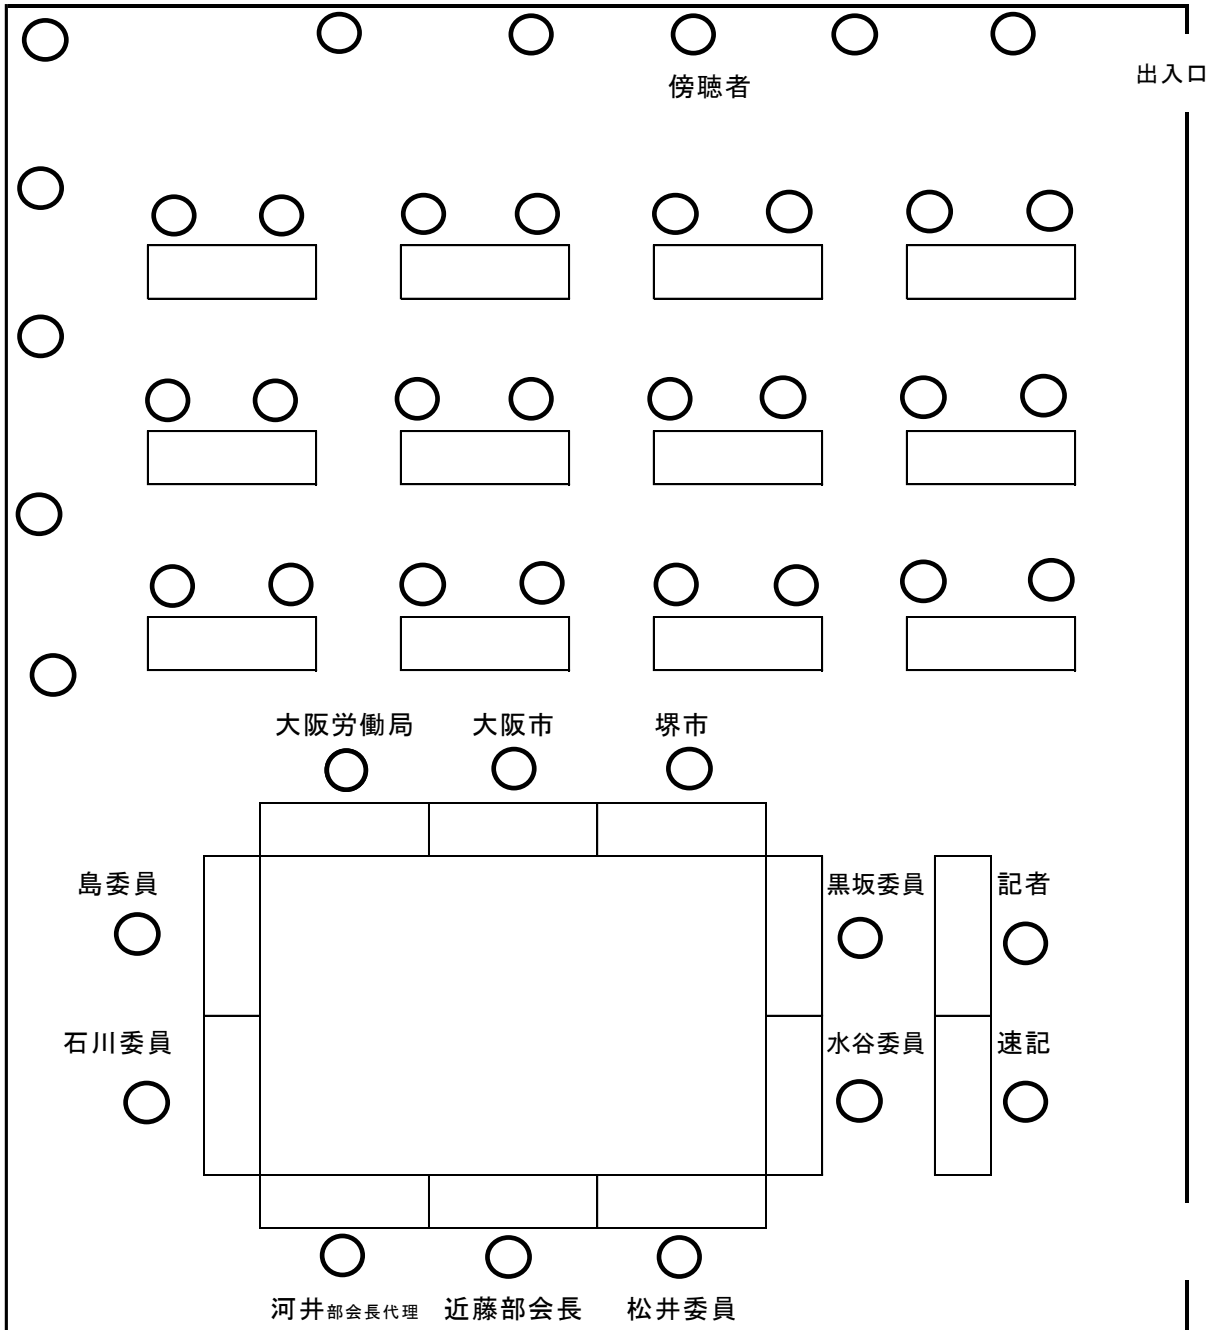 出入口
傍聴者
大阪労働局 大阪市 堺市
島委員 黒坂委員 記者
石川委員 水谷委員 速記
河井部会長代理 近藤部会長 松井委員